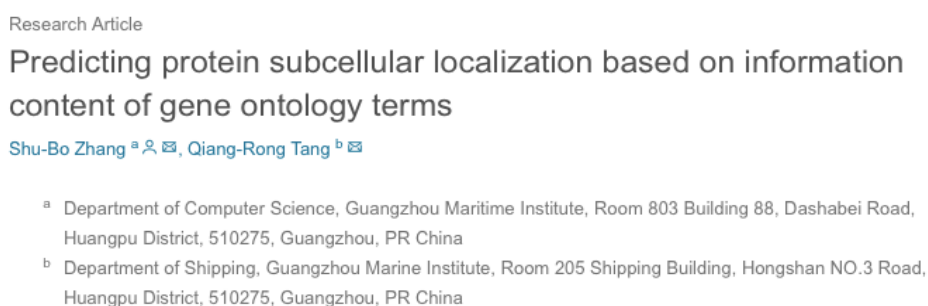 Research Article
Predicting protein subcellular localization based on information
content of gene ontology terms
Shu-Bo Zhang a, Qiang-Rong Tang b
a Department of Computer Science, Guangzhou Maritime Institute, Room 803 Building 88, Dashabei Road,
Huangpu District, 510275, Guangzhou, PR China
b Department of Shipping, Guangzhou Marine Institute, Room 205 Shipping Building, Hongshan NO.3 Road,
Huangpu District, 510275, Guangzhou, PR China